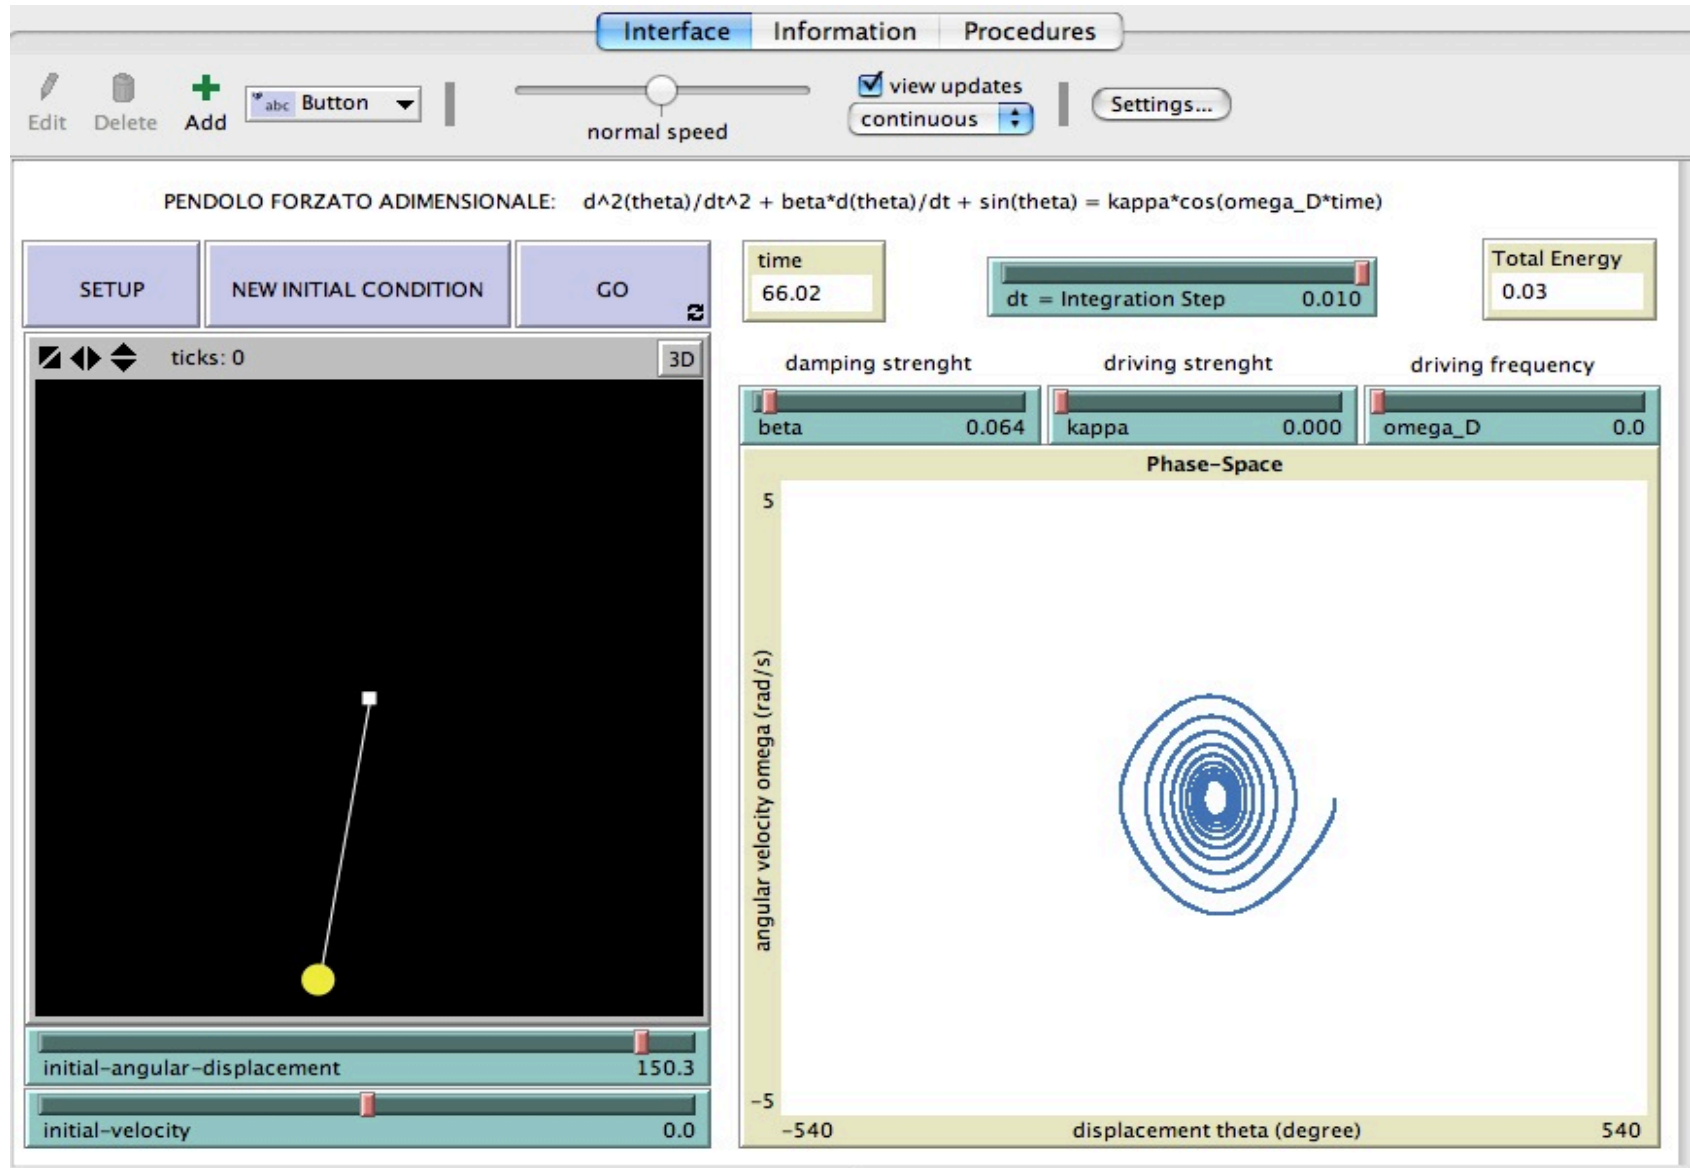 Interface Information Procedures
Edit Delete Add abc Button normal speed view updates continuous Settings...
PENDOLO FORZATO ADIMENSIONALE: d^2(theta)/dt^2 + beta*d(theta)/dt + sin(theta) = kappa*cos(omega_D*time)
SETUP NEW INITIAL CONDITION GO
time
66.02
dt = Integration Step 0.010
Total Energy
0.03
ticks: 0 3D
damping strenght driving strenght driving frequency
beta 0.064 kappa 0.000 omega_D 0.0
Phase-Space
5
angular velocity omega (rad/s)
-5
-540 displacement theta (degree) 540
initial-angular-displacement 150.3
initial-velocity 0.0